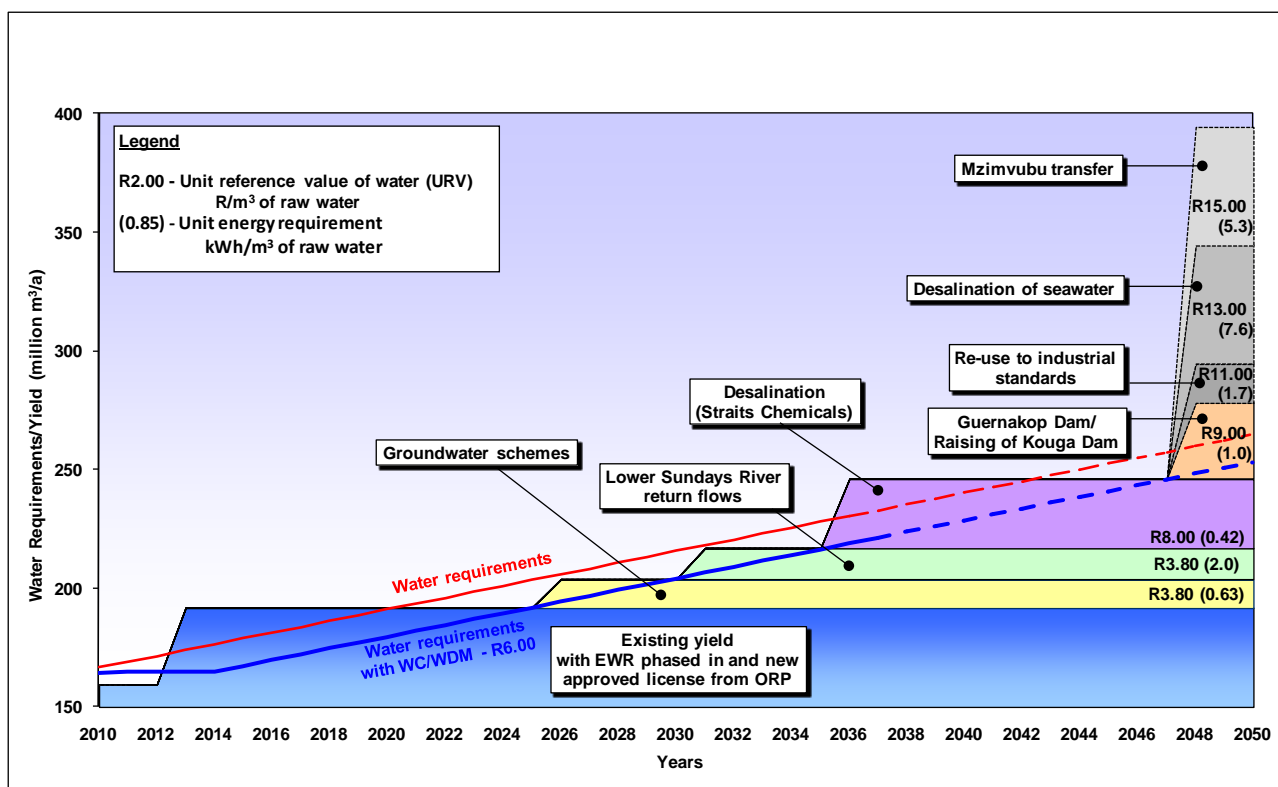 400
350
300
250
200
150
Water Requirements/Yield (million m³/a)
Legend
R2.00 - Unit reference value of water (URV)
R/m³ of raw water
(0.85) - Unit energy requirement
kWh/m³ of raw water
Mzimvubu transfer
R15.00
(5.3)
Desalination of seawater
R13.00
(7.6)
Re-use to industrial
standards
R11.00
(1.7)
Desalination
(Straits Chemicals)
Guernakop Dam/
Raising of Kouga Dam
R9.00
(1.0)
Groundwater schemes
Lower Sundays River
return flows
Water requirements
R8.00 (0.42)
R3.80 (2.0)
R3.80 (0.63)
Water requirements
with WC/WDM - R6.00
Existing yield
with EWR phased in and new
approved license from ORP
2010 2012 2014 2016 2018 2020 2022 2024 2026 2028 2030 2032 2034 2036 2038 2040 2042 2044 2046 2048 2050
Years